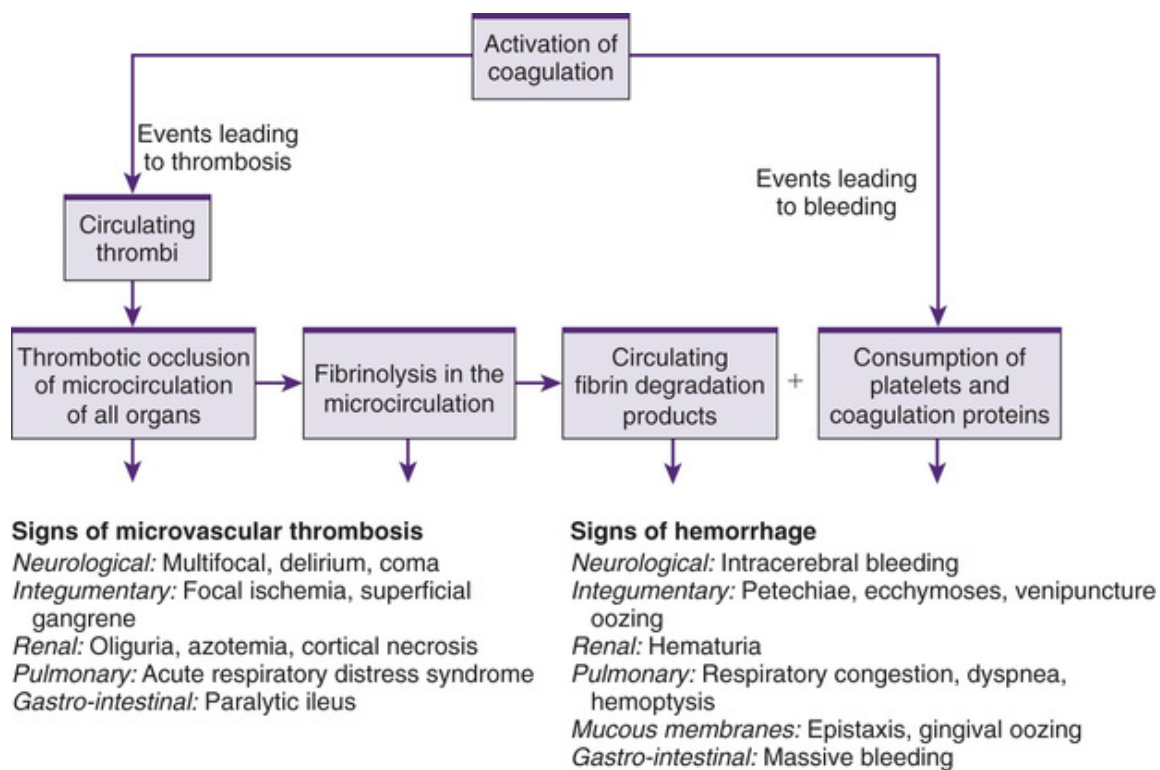 Activation of
coagulation
Events leading
to thrombosis
Events leading
to bleeding
Circulating
thrombi
Thrombotic occlusion
of microcirculation
of all organs
Fibrinolysis in the
microcirculation
Circulating
fibrin degradation
products
+
Consumption of
platelets and
coagulation proteins
Signs of microvascular thrombosis
Neurological: Multifocal, delirium, coma
Integumentary: Focal ischemia, superficial
gangrene
Renal: Oliguria, azotemia, cortical necrosis
Pulmonary: Acute respiratory distress syndrome
Gastro-intestinal: Paralytic ileus
Signs of hemorrhage
Neurological: Intracerebral bleeding
Integumentary: Petechiae, ecchymoses, venipuncture
oozing
Renal: Hematuria
Pulmonary: Respiratory congestion, dyspnea,
hemoptysis
Mucous membranes: Epistaxis, gingival oozing
Gastro-intestinal: Massive bleeding